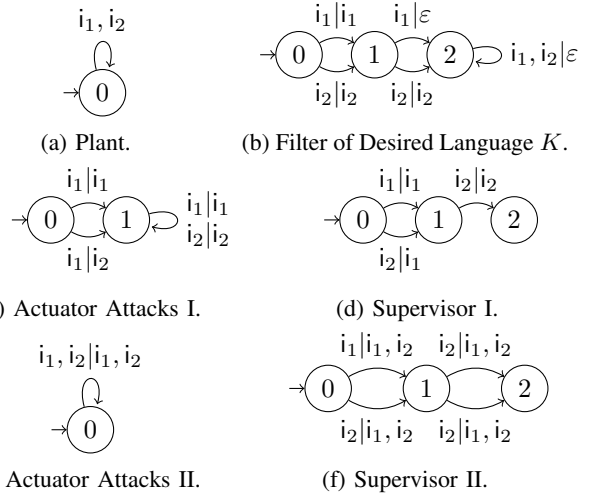 i₁, i₂
0
(a) Plant.
i₁|i₁ i₁|ε
0 1 2 i₁, i₂|ε
i₂|i₂ i₂|i₂
(b) Filter of Desired Language K.
i₁|i₁
0 1 i₁|i₁
i₂|i₂
i₁|i₂
) Actuator Attacks I.
i₁|i₁ i₂|i₂
0 1 2
i₂|i₁
(d) Supervisor I.
i₁, i₂|i₁, i₂
0
Actuator Attacks II.
i₁|i₁, i₂ i₂|i₁, i₂
0 1 2
i₂|i₁, i₂ i₂|i₁, i₂
(f) Supervisor II.